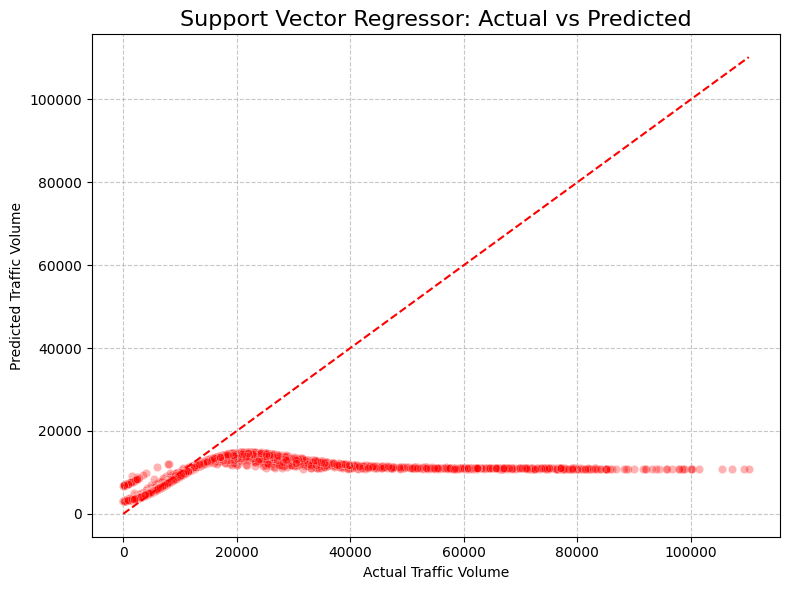 Support Vector Regressor: Actual vs Predicted
Predicted Traffic Volume
100000
80000
60000
40000
20000
0
0 20000 40000 60000 80000 100000
Actual Traffic Volume